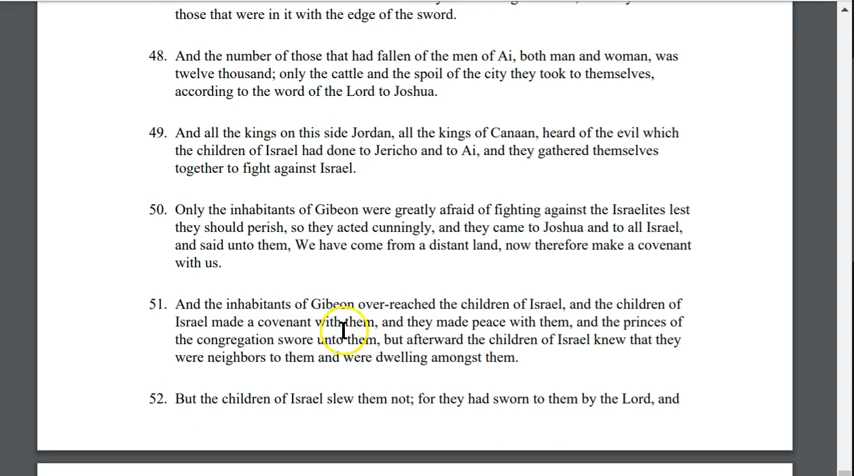 those that were in it with the edge of the sword.
48. And the number of those that had fallen of the men of Ai, both man and woman, was
twelve thousand; only the cattle and the spoil of the city they took to themselves,
according to the word of the Lord to Joshua.
49. And all the kings on this side Jordan, all the kings of Canaan, heard of the evil which
the children of Israel had done to Jericho and to Ai, and they gathered themselves
together to fight against Israel.
50. Only the inhabitants of Gibeon were greatly afraid of fighting against the Israelites lest
they should perish, so they acted cunningly, and they came to Joshua and to all Israel,
and said unto them, We have come from a distant land, now therefore make a covenant
with us.
51. And the inhabitants of Gibeon over-reached the children of Israel, and the children of
Israel made a covenant with them, and they made peace with them, and the princes of
the congregation swore unto them, but afterward the children of Israel knew that they
were neighbors to them and were dwelling amongst them.
52. But the children of Israel slew them not; for they had sworn to them by the Lord, and